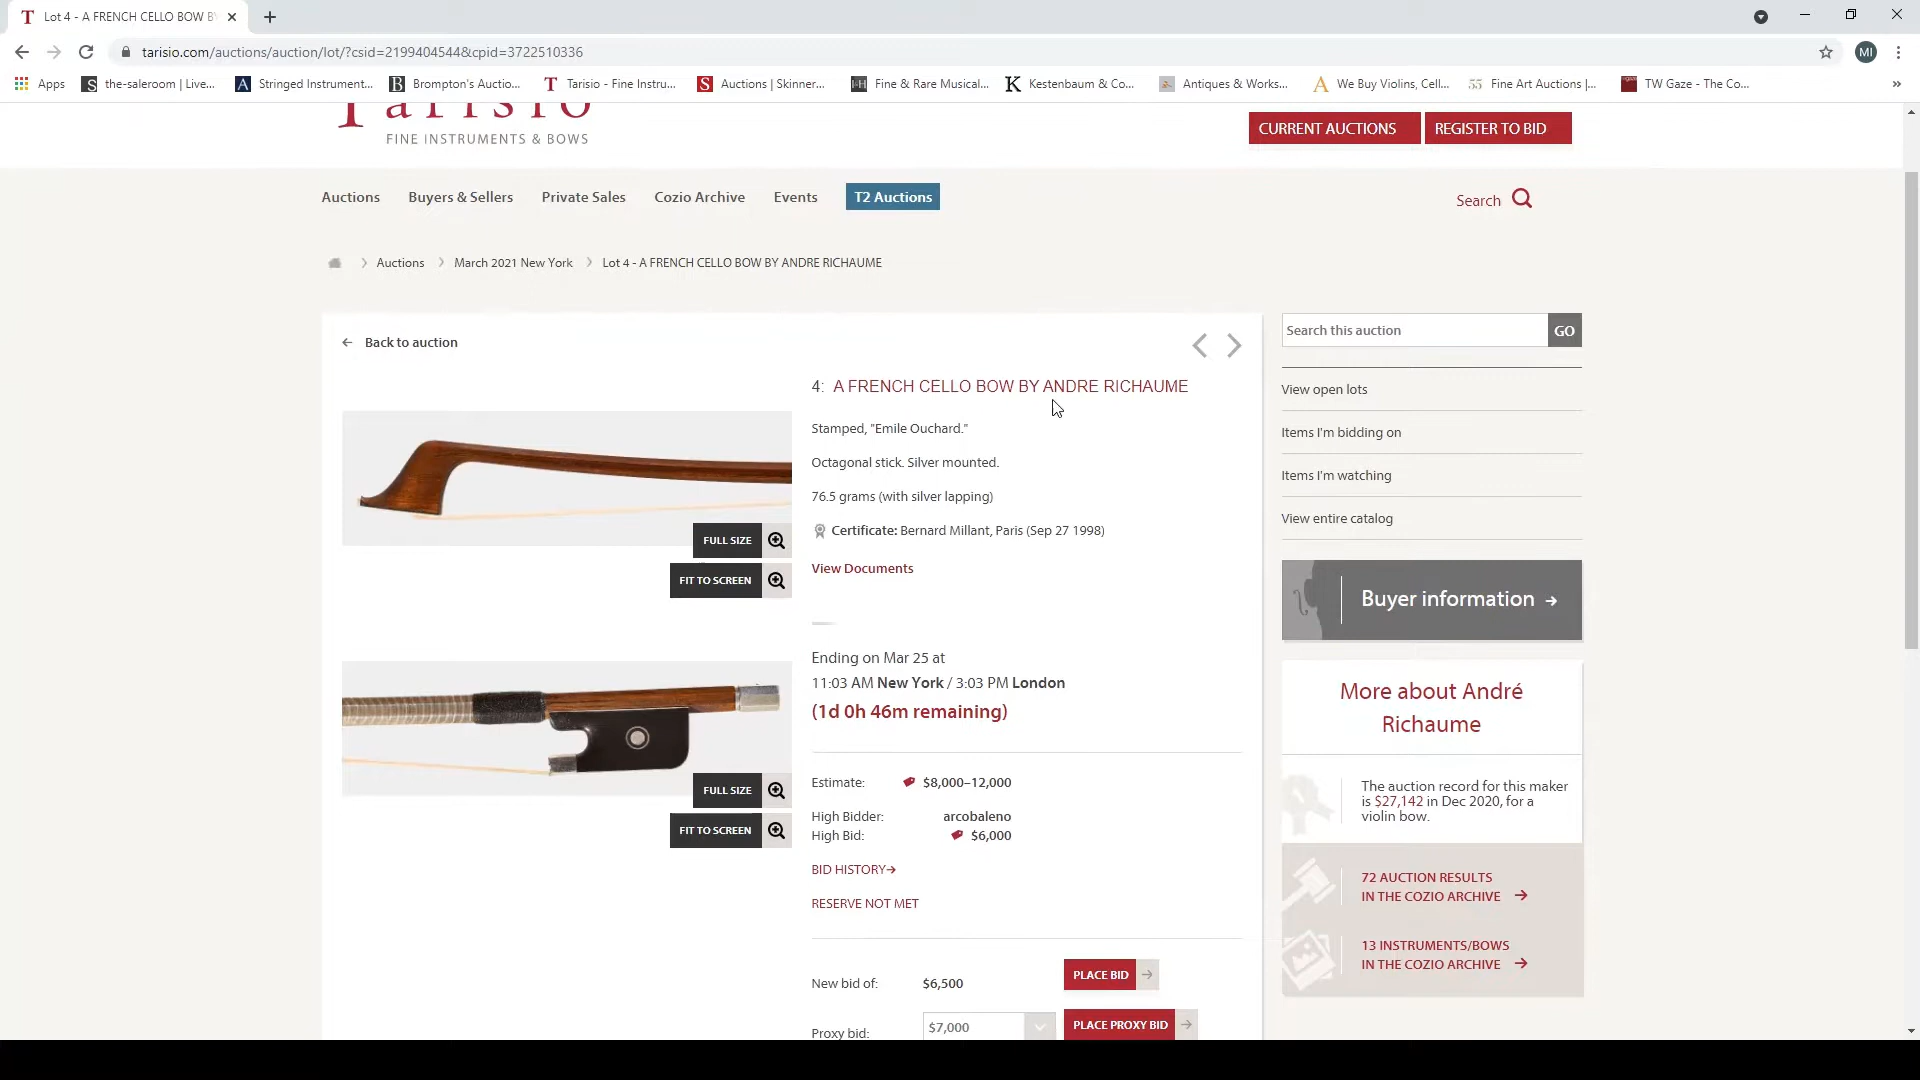 Lot 4 - A FRENCH CELLO BOW BY
tarisio.com/auctions/auction/lot/?csid=2199404544&cpid=3722510336
MI
Apps
the-saleroom | Live...
Stringed Instrument...
Brompton's Auctio...
Tarisio - Fine Instru...
Auctions | Skinner...
Fine & Rare Musical...
Kestenbaum & Co...
Antiques & Works...
We Buy Violins, Cell...
Fine Art Auctions |...
TW Gaze - The Co...
»
Tarisio
FINE INSTRUMENTS & BOWS
CURRENT AUCTIONS
REGISTER TO BID
Auctions
Buyers & Sellers
Private Sales
Cozio Archive
Events
T2 Auctions
Search
Auctions
March 2021 New York
Lot 4 - A FRENCH CELLO BOW BY ANDRE RICHAUME
← Back to auction
4: A FRENCH CELLO BOW BY ANDRE RICHAUME
Stamped, "Emile Ouchard."
Octagonal stick. Silver mounted.
76.5 grams (with silver lapping)
Certificate: Bernard Millant, Paris (Sep 27 1998)
View Documents
FULL SIZE
FIT TO SCREEN
FULL SIZE
FIT TO SCREEN
Ending on Mar 25 at
11:03 AM New York / 3:03 PM London
(1d 0h 46m remaining)
Estimate: $8,000–12,000
High Bidder: arcobaleno
High Bid: $6,000
BID HISTORY→
RESERVE NOT MET
New bid of: $6,500
PLACE BID →
Proxy bid: $7,000
PLACE PROXY BID →
Search this auction
GO
View open lots
Items I'm bidding on
Items I'm watching
View entire catalog
Buyer information →
More about André
Richaume
The auction record for this maker
is $27,142 in Dec 2020, for a
violin bow.
72 AUCTION RESULTS
IN THE COZIO ARCHIVE →
13 INSTRUMENTS/BOWS
IN THE COZIO ARCHIVE →